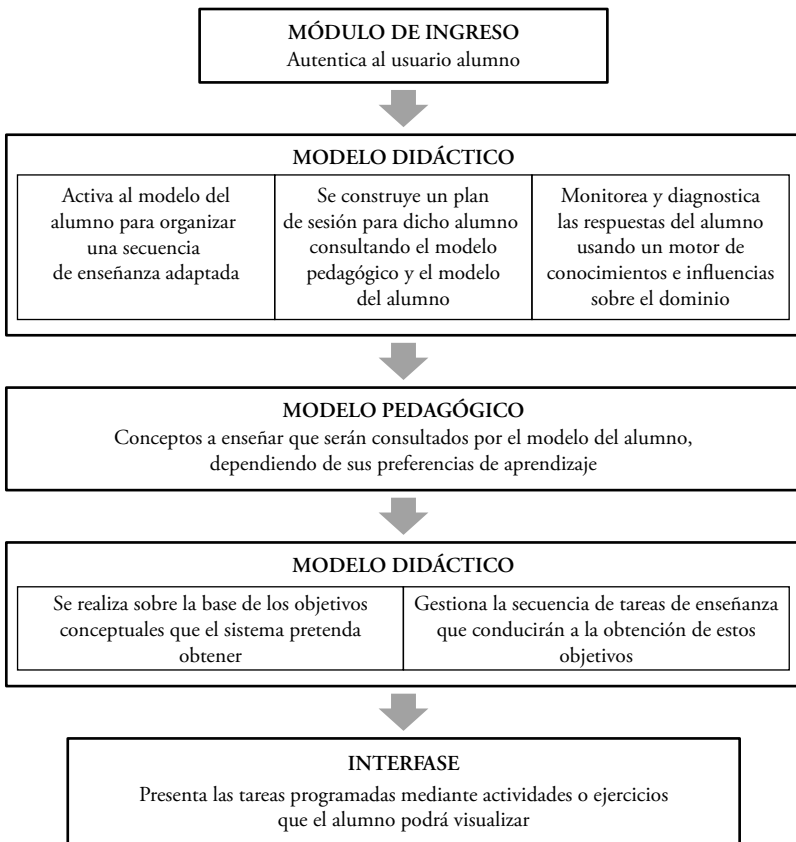 MÓDULO DE INGRESO
Autentica al usuario alumno
MODELO DIDÁCTICO
Activa al modelo del
alumno para organizar
una secuencia
de enseñanza adaptada
Se construye un plan
de sesión para dicho alumno
consultando el modelo
pedagógico y el modelo
del alumno
Monitorea y diagnostica
las respuestas del alumno
usando un motor de
conocimientos e influencias
sobre el dominio
MODELO PEDAGÓGICO
Conceptos a enseñar que serán consultados por el modelo del alumno,
dependiendo de sus preferencias de aprendizaje
MODELO DIDÁCTICO
Se realiza sobre la base de los objetivos
conceptuales que el sistema pretenda
obtener
Gestiona la secuencia de tareas de enseñanza
que conducirán a la obtención de estos
objetivos
INTERFASE
Presenta las tareas programadas mediante actividades o ejercicios
que el alumno podrá visualizar